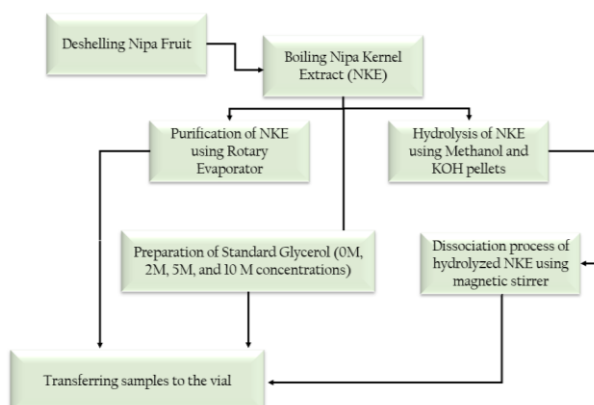 Deshelling Nipa Fruit
Boiling Nipa Kernel
Extract (NKE)
Purification of NKE
using Rotary
Evaporator
Hydrolysis of NKE
using Methanol and
KOH pellets
Preparation of Standard Glycerol (0M,
2M, 5M, and 10 M concentrations)
Dissociation process of
hydrolyzed NKE using
magnetic stirrer
Transferring samples to the vial